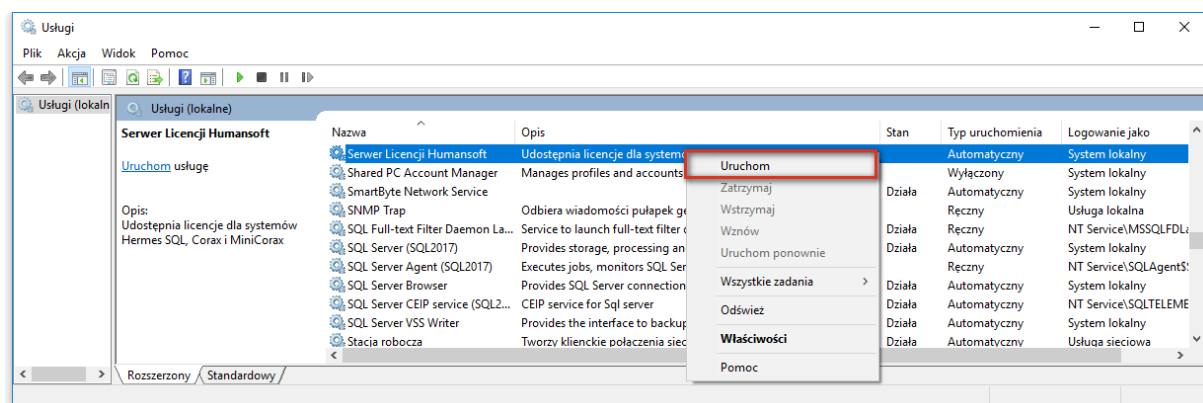 Usługi
Plik Akcja Widok Pomoc
Usługi (lokaln
Usługi (lokalne)
Serwer Licencji Humansoft
Uruchom usługę
Opis:
Udostępnia licencje dla systemów
Hermes SQL, Corax i MiniCorax
Nazwa Opis Stan Typ uruchomienia Logowanie jako
Serwer Licencji Humansoft Udostępnia licencje dla systemó Automatyczny System lokalny
Shared PC Account Manager Manages profiles and accounts Wyłączony System lokalny
SmartByte Network Service Działa Automatyczny System lokalny
SNMP Trap Odbiera wiadomości pułapek ge Ręczny Usługa lokalna
SQL Full-text Filter Daemon La... Service to launch full-text filter Działa Ręczny NT Service\MSSQLFDLa
SQL Server (SQL2017) Provides storage, processing an Działa Automatyczny System lokalny
SQL Server Agent (SQL2017) Executes jobs, monitors SQL Ser Ręczny NT Service\SQLAgent$
SQL Server Browser Provides SQL Server connection Działa Automatyczny System lokalny
SQL Server CEIP service (SQL2... CEIP service for Sql server Działa Automatyczny NT Service\SQLTELEME
SQL Server VSS Writer Provides the interface to backup Działa Automatyczny System lokalny
Stacja robocza Tworzy klienckie połączenia siec Działa Automatyczny Usługa sieciowa
Uruchom
Zatrzymaj
Wstrzymaj
Wznów
Uruchom ponownie
Wszystkie zadania
Odśwież
Właściwości
Pomoc
Rozszerzony Standardowy